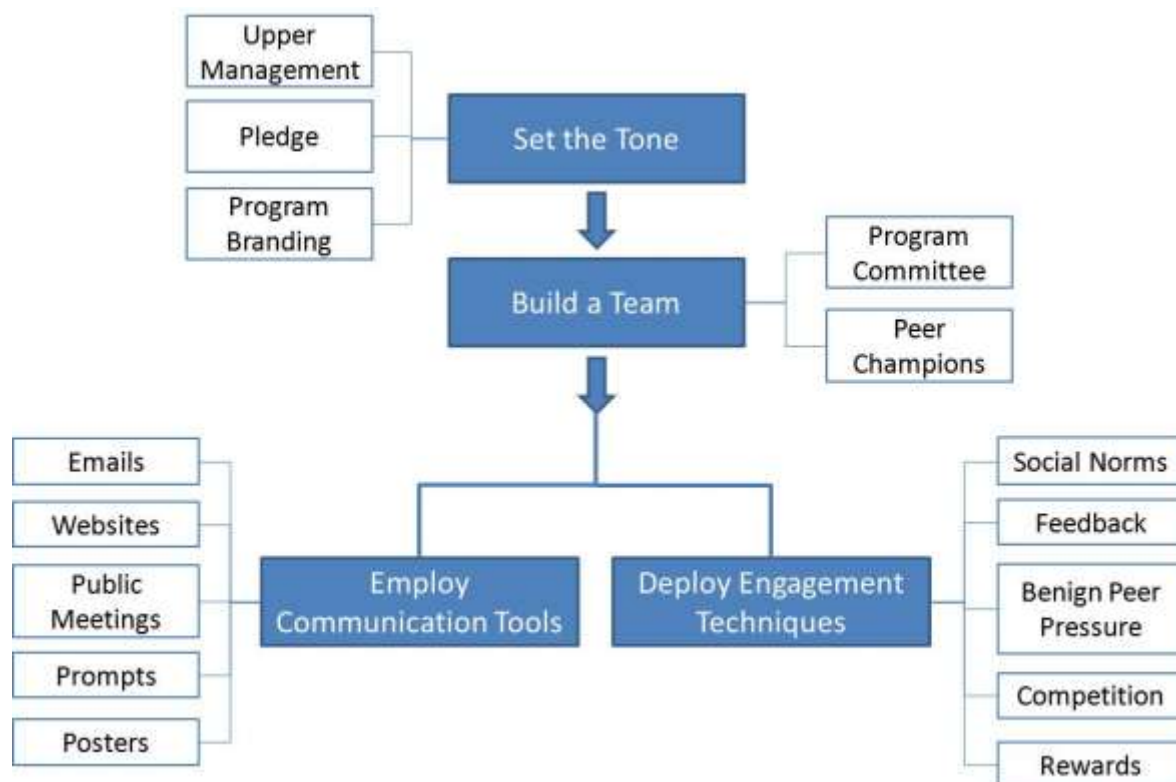 Upper
Management
Pledge
Program
Branding
Set the Tone
Build a Team
Program
Committee
Peer
Champions
Emails
Websites
Public
Meetings
Prompts
Posters
Employ
Communication Tools
Deploy Engagement
Techniques
Social Norms
Feedback
Benign Peer
Pressure
Competition
Rewards